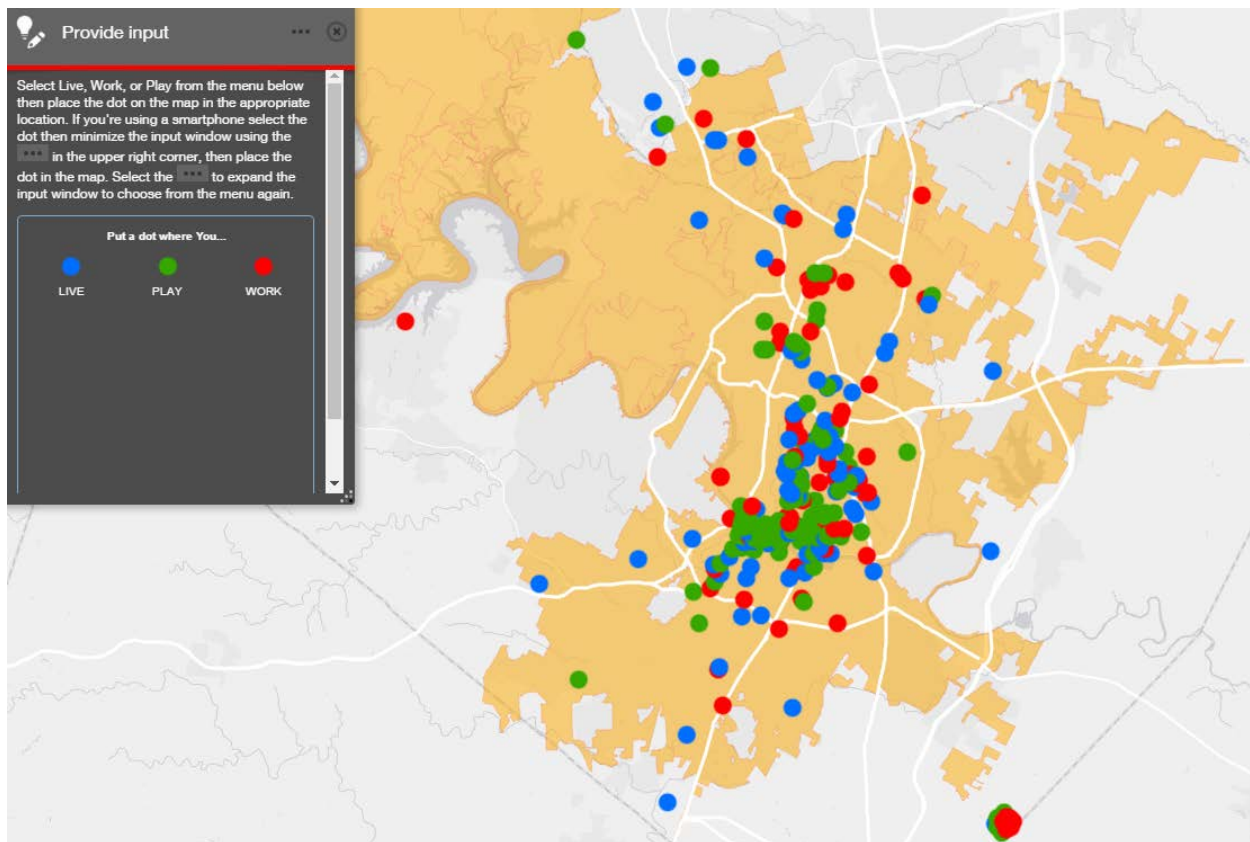 Provide input
Select Live, Work, or Play from the menu below
then place the dot on the map in the appropriate
location. If you're using a smartphone select the
dot then minimize the input window using the
in the upper right corner, then place the
dot in the map. Select the to expand the
input window to choose from the menu again.
Put a dot where You...
LIVE PLAY WORK